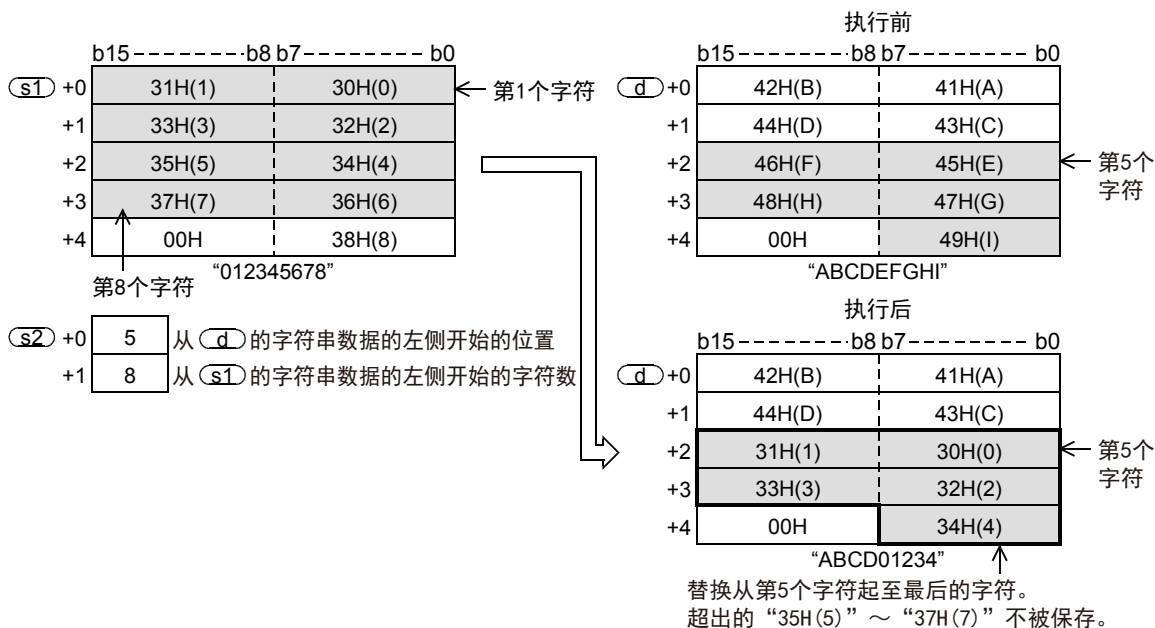 b15 b8 b7 b0
s1 +0 31H(1) 30H(0) 第1个字符
+1 33H(3) 32H(2)
+2 35H(5) 34H(4)
+3 37H(7) 36H(6)
+4 00H 38H(8)
“012345678”
第8个字符
s2 +0 5 从 d 的字符串数据的左侧开始的位置
+1 8 从 s1 的字符串数据的左侧开始的字符数
执行前
b15 b8 b7 b0
d +0 42H(B) 41H(A)
+1 44H(D) 43H(C)
+2 46H(F) 45H(E) 第5个
字符
+3 48H(H) 47H(G)
+4 00H 49H(I)
“ABCDEFGHI”
执行后
b15 b8 b7 b0
d +0 42H(B) 41H(A)
+1 44H(D) 43H(C)
+2 31H(1) 30H(0) 第5个
字符
+3 33H(3) 32H(2)
+4 00H 34H(4)
“ABCD01234”
替换从第5个字符起至最后的字符。
超出的“35H(5)”～“37H(7)”不被保存。